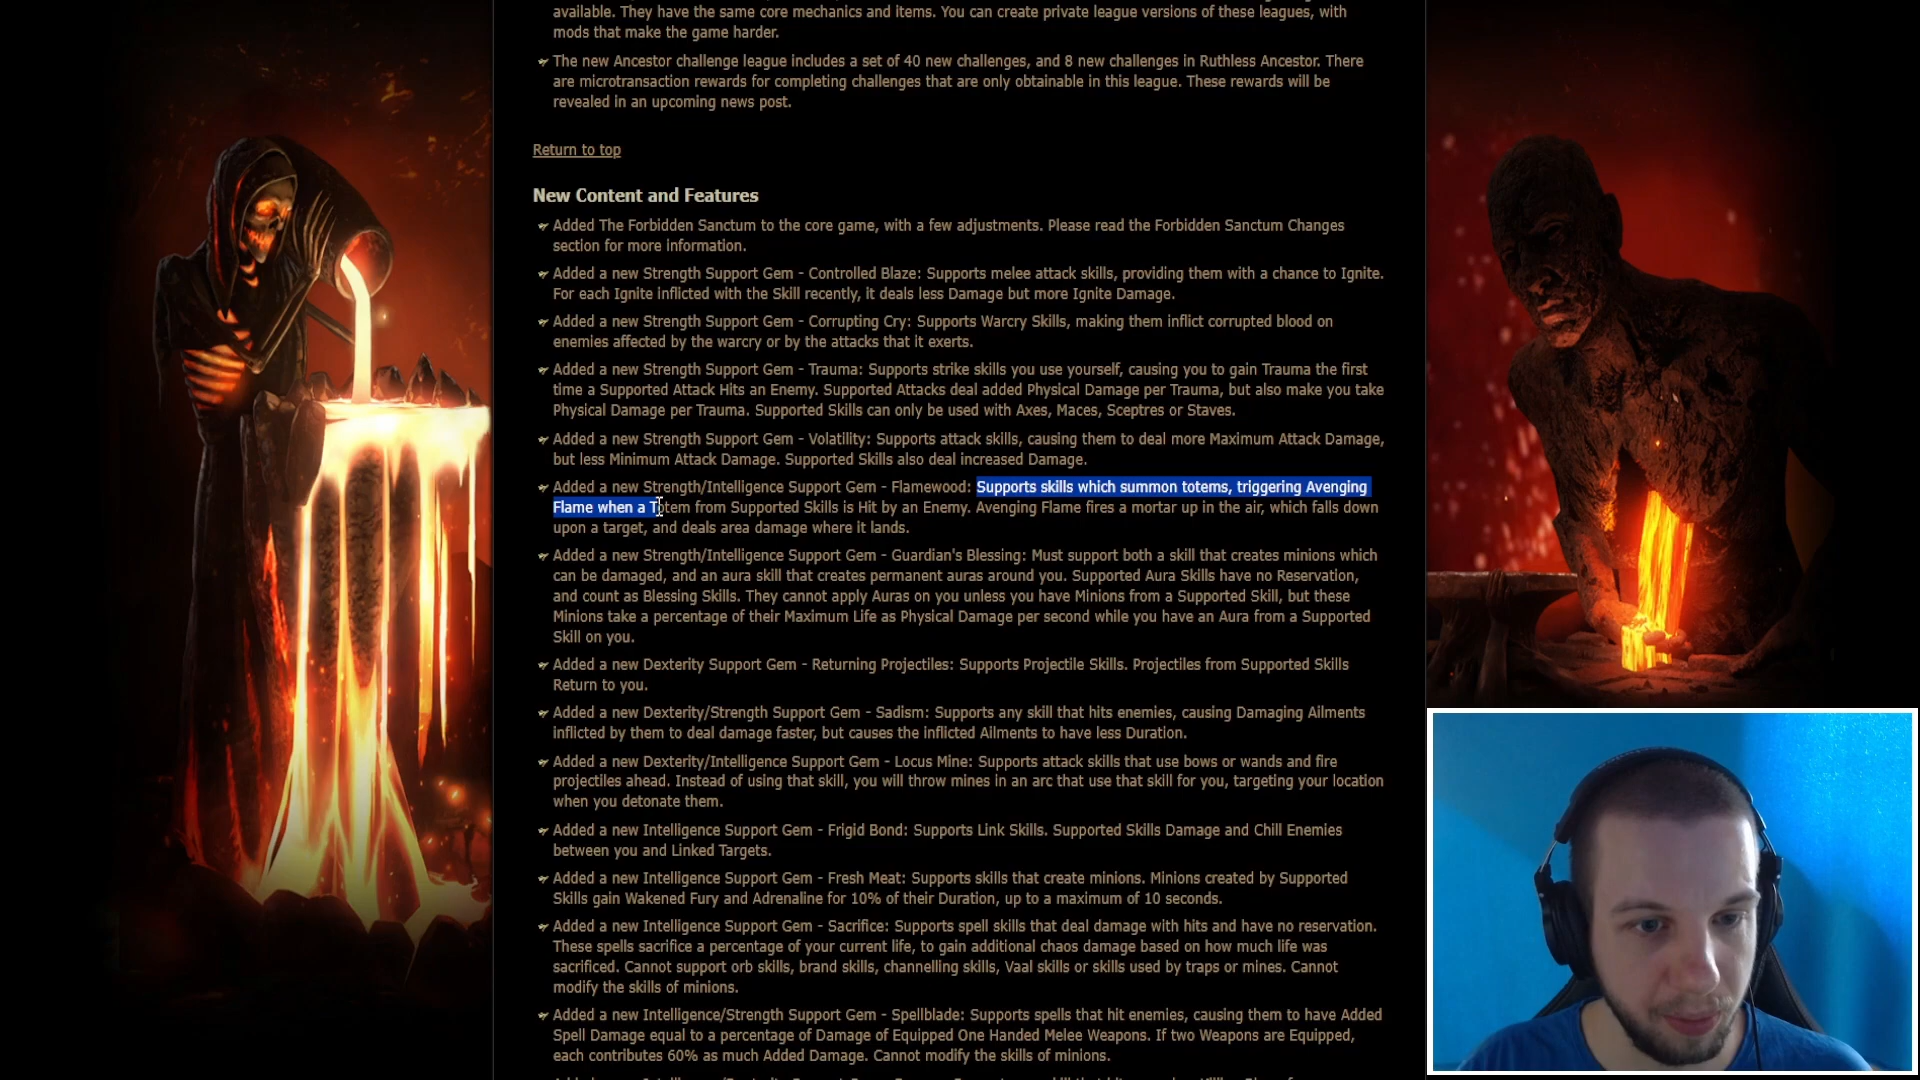 available. They have the same core mechanics and items. You can create private league versions of these leagues, with
mods that make the game harder.
The new Ancestor challenge league includes a set of 40 new challenges, and 8 new challenges in Ruthless Ancestor. There
are microtransaction rewards for completing challenges that are only obtainable in this league. These rewards will be
revealed in an upcoming news post.
Return to top
New Content and Features
Added The Forbidden Sanctum to the core game, with a few adjustments. Please read the Forbidden Sanctum Changes
section for more information.
Added a new Strength Support Gem - Controlled Blaze: Supports melee attack skills, providing them with a chance to Ignite.
For each Ignite inflicted with the Skill recently, it deals less Damage but more Ignite Damage.
Added a new Strength Support Gem - Corrupting Cry: Supports Warcry Skills, making them inflict corrupted blood on
enemies affected by the warcry or by the attacks that it exerts.
Added a new Strength Support Gem - Trauma: Supports strike skills you use yourself, causing you to gain Trauma the first
time a Supported Attack Hits an Enemy. Supported Attacks deal added Physical Damage per Trauma, but also make you take
Physical Damage per Trauma. Supported Skills can only be used with Axes, Maces, Sceptres or Staves.
Added a new Strength Support Gem - Volatility: Supports attack skills, causing them to deal more Maximum Attack Damage,
but less Minimum Attack Damage. Supported Skills also deal increased Damage.
Added a new Strength/Intelligence Support Gem - Flamewood: Supports skills which summon totems, triggering Avenging
Flame when a Totem from Supported Skills is Hit by an Enemy. Avenging Flame fires a mortar up in the air, which falls down
upon a target, and deals area damage where it lands.
Added a new Strength/Intelligence Support Gem - Guardian's Blessing: Must support both a skill that creates minions which
can be damaged, and an aura skill that creates permanent auras around you. Supported Aura Skills have no Reservation,
and count as Blessing Skills. They cannot apply Auras on you unless you have Minions from a Supported Skill, but these
Minions take a percentage of their Maximum Life as Physical Damage per second while you have an Aura from a Supported
Skill on you.
Added a new Dexterity Support Gem - Returning Projectiles: Supports Projectile Skills. Projectiles from Supported Skills
Return to you.
Added a new Dexterity/Strength Support Gem - Sadism: Supports any skill that hits enemies, causing Damaging Ailments
inflicted by them to deal damage faster, but causes the inflicted Ailments to have less Duration.
Added a new Dexterity/Intelligence Support Gem - Locus Mine: Supports attack skills that use bows or wands and fire
projectiles ahead. Instead of using that skill, you will throw mines in an arc that use that skill for you, targeting your location
when you detonate them.
Added a new Intelligence Support Gem - Frigid Bond: Supports Link Skills. Supported Skills Damage and Chill Enemies
between you and Linked Targets.
Added a new Intelligence Support Gem - Fresh Meat: Supports skills that create minions. Minions created by Supported
Skills gain Wakened Fury and Adrenaline for 10% of their Duration, up to a maximum of 10 seconds.
Added a new Intelligence Support Gem - Sacrifice: Supports spell skills that deal damage with hits and have no reservation.
These spells sacrifice a percentage of your current life, to gain additional chaos damage based on how much life was
sacrificed. Cannot support orb skills, brand skills, channelling skills, Vaal skills or skills used by traps or mines. Cannot
modify the skills of minions.
Added a new Intelligence/Strength Support Gem - Spellblade: Supports spells that hit enemies, causing them to have Added
Spell Damage equal to a percentage of Damage of Equipped One Handed Melee Weapons. If two Weapons are Equipped,
each contributes 60% as much Added Damage. Cannot modify the skills of minions.